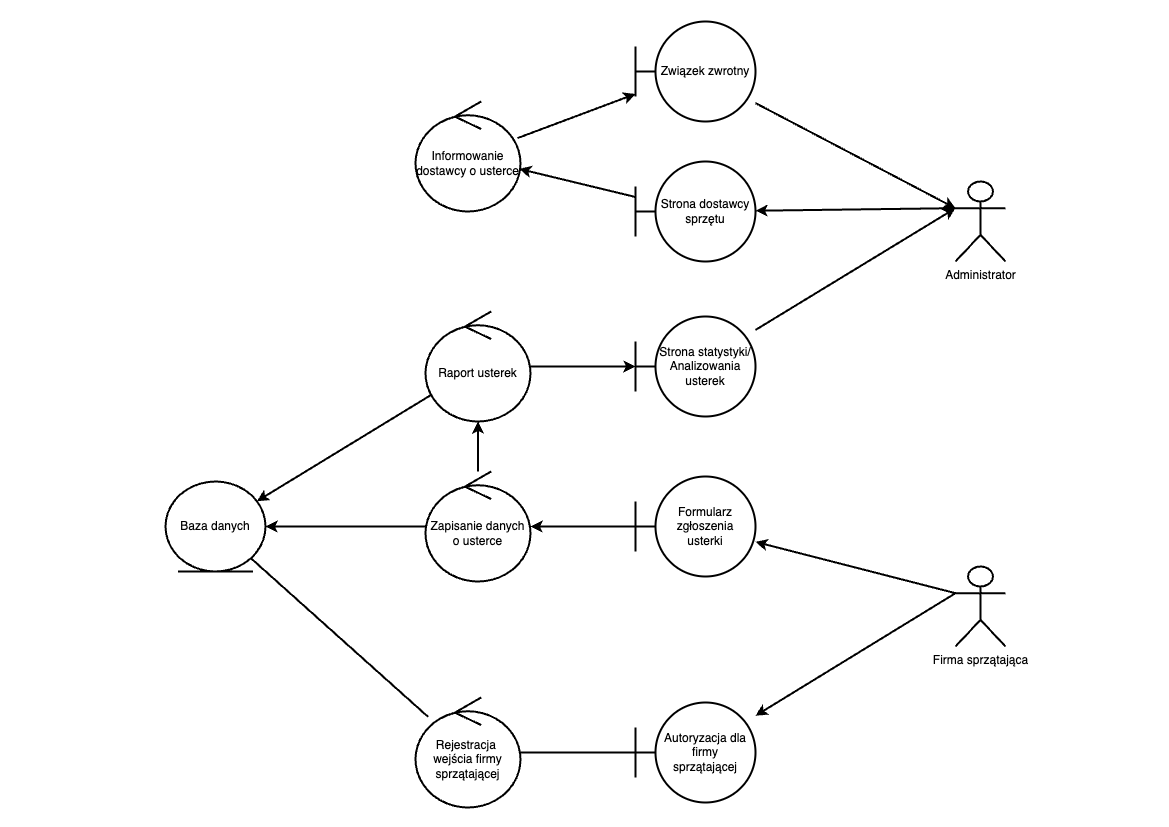 Związek zwrotny
Informowanie
dostawcy o usterce
Strona dostawcy
sprzętu
Administrator
Strona statystyki/
Analizowania
usterek
Raport usterek
Baza danych
Zapisanie danych
o usterce
Formularz
zgłoszenia
usterki
Firma sprzątająca
Rejestracja
wejścia firmy
sprzątającej
Autoryzacja dla
firmy
sprzątającej